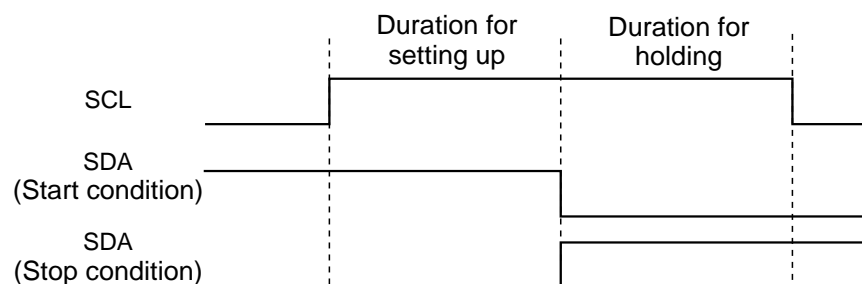 Duration for
setting up
Duration for
holding
SCL
SDA
(Start condition)
SDA
(Stop condition)